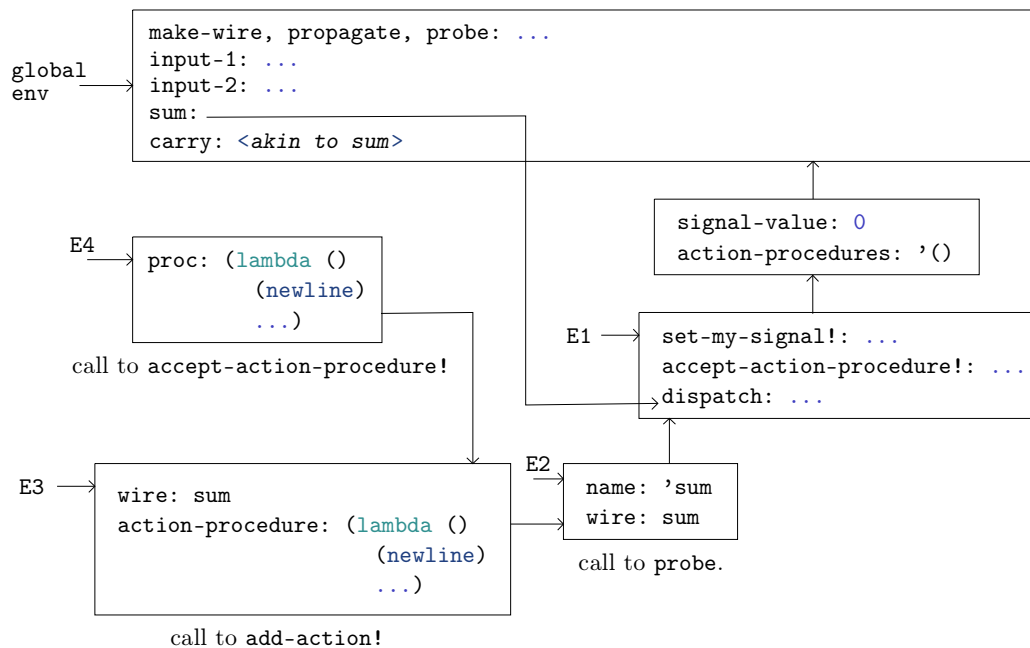 make-wire, propagate, probe: ...
input-1: ...
global
env
input-2: ...
sum:
carry: <akin to sum>
signal-value: 0
action-procedures: ’()
E4
proc: (lambda ()
(newline)
...)
call to accept-action-procedure!
E1
set-my-signal!: ...
accept-action-procedure!: ...
dispatch: ...
E3
wire: sum
action-procedure: (lambda ()
(newline)
...)
call to add-action!
E2
name: ’sum
wire: sum
call to probe.